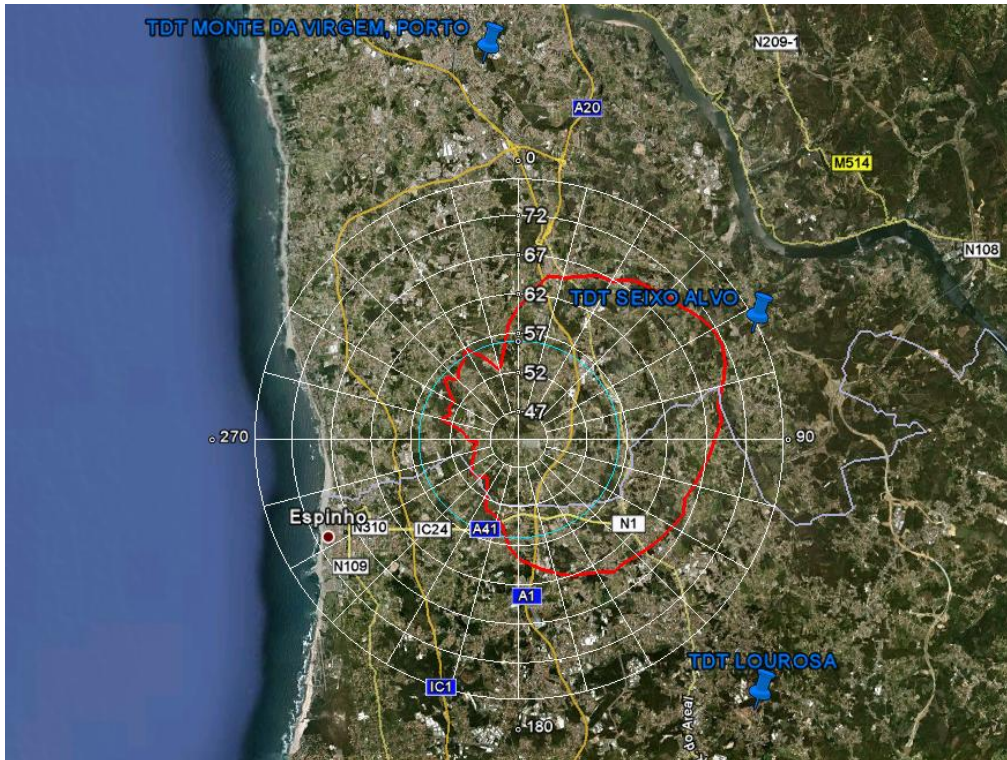 TDT MONTE DA VIRGEM, PORTO
N209-1
A20
M514
0
72
N108
67
62
TDT SEIXO ALVO
57
52
47
270
90
Espinho
N310
IC24
A41
N1
N109
A1
TDT LOUROSA
IC1
do Areal
180